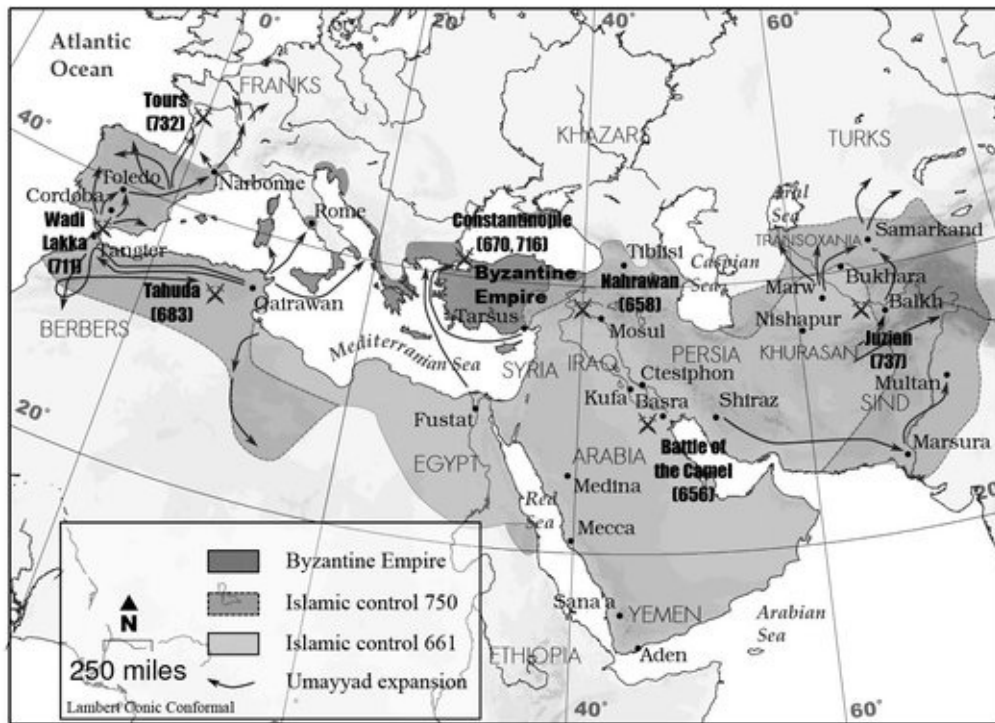 0°
20
40
60
Atlantic
Ocean
FRANKS
Tours
(732)
KHAZARS
TURKS
40°
Toledo
Cordoba
Narbonne
Rome
Constantinople
(670, 716)
Aral
Sea
TRANSOXANIA
Samarkand
Wadi
Lakka
(711)
Tangier
Tiblisi
Caspian
Sea
Bukhara
Byzantine
Empire
Nahrawan
(658)
Marw
Balkh
Tahuda
(683)
Qairawan
Tarsus
Mosul
Nishapur
BERBERS
Mediterranean Sea
SYRIA
IRAQ
PERSIA
KHURASAN
Juzien
(737)
Ctesiphon
Multan
Kufa
Basra
Shiraz
SIND
20°
Fustat
Marsura
EGYPT
ARABIA
Battle of
the Camel
(656)
Medina
20
Red
Sea
Mecca
Byzantine Empire
Islamic control 750
Sana'a
YEMEN
Arabian
Sea
N
Islamic control 661
ETHIOPIA
Aden
250 miles
Umayyad expansion
Lambert Conic Conformal
40°
60°